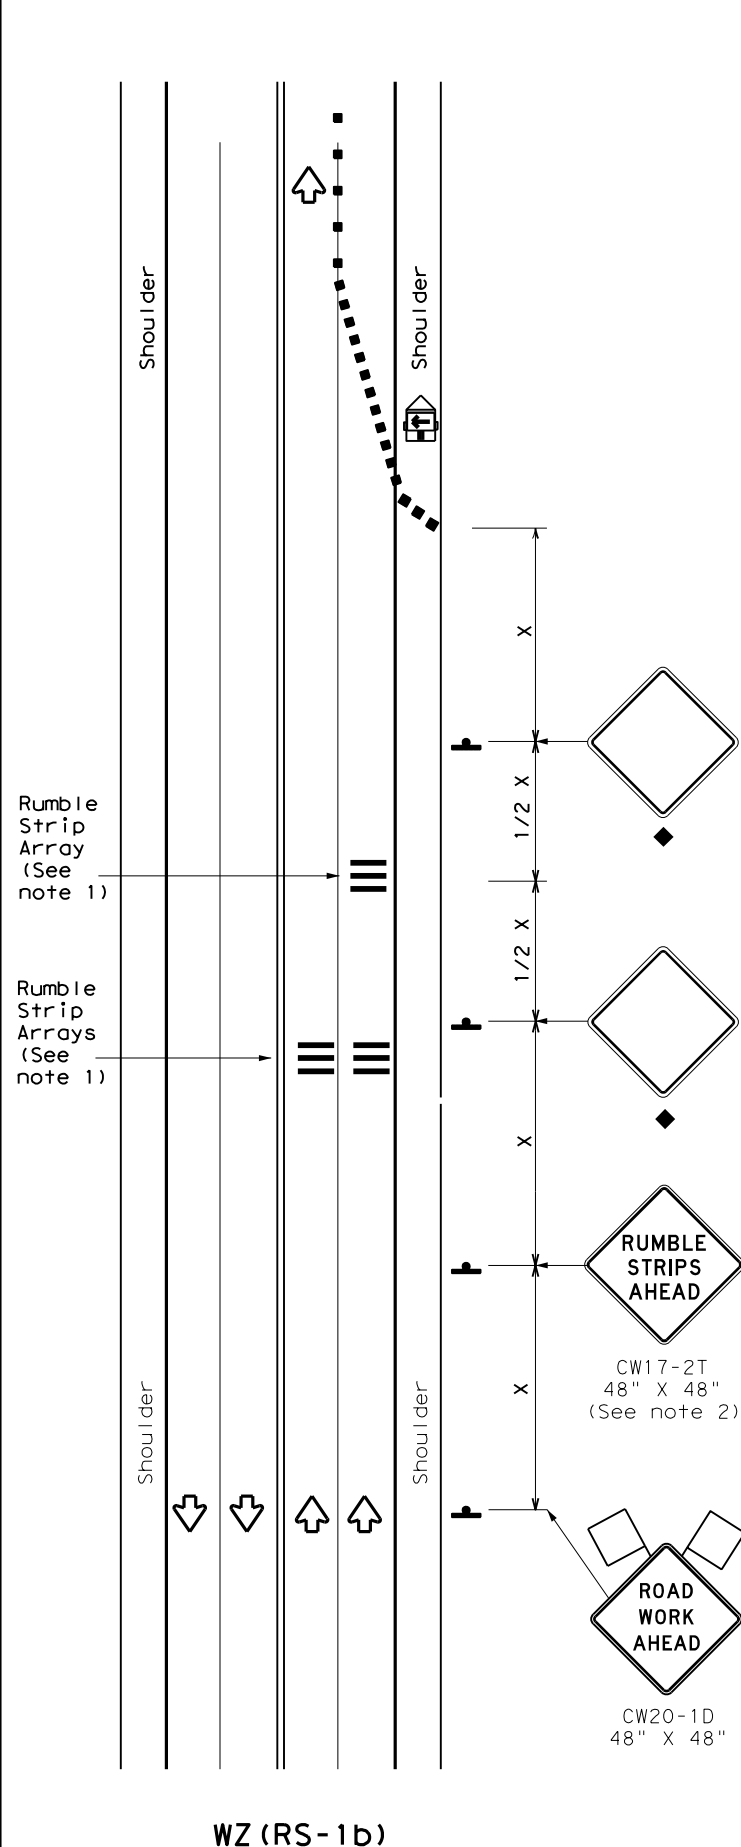 Shoulder
Shoulder
X
1/2 X
Rumble
Strip
Array
(See
note 1)
1/2 X
Rumble
Strip
Arrays
(See
note 1)
X
RUMBLE
STRIPS
AHEAD
CW17-2T
48" X 48"
(See note 2)
X
Shoulder
Shoulder
ROAD
WORK
AHEAD
CW20-1D
48" X 48"
WZ(RS-1b)